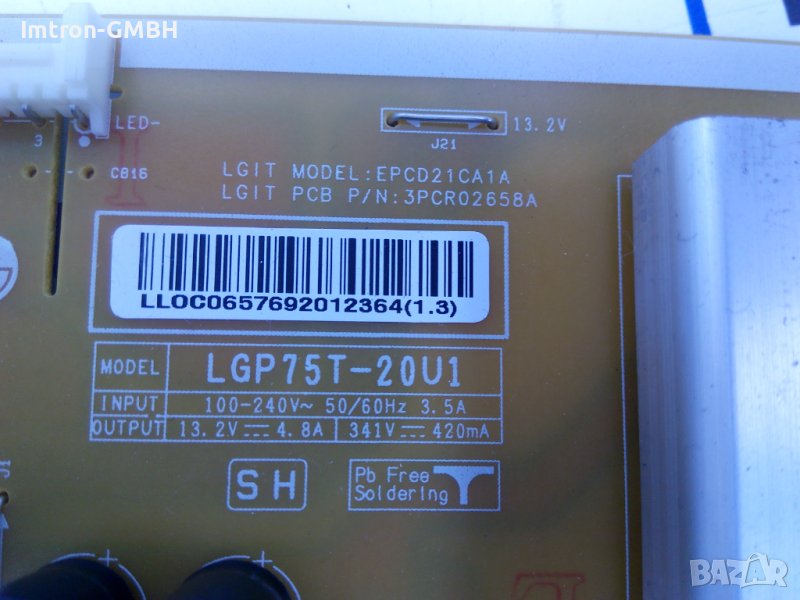 Imtron-GMBH
LED-
13.2V
J21
3
C816
LGIT MODEL:EPCD21CA1A
LGIT PCB P/N:3PCR02658A
LLOC0657692012364(1.3)
MODEL LGP75T-20U1
INPUT 100-240V~ 50/60Hz 3.5A
OUTPUT 13.2V⎓4.8A 341V⎓420mA
SH
Pb Free
Soldering
BAZAR